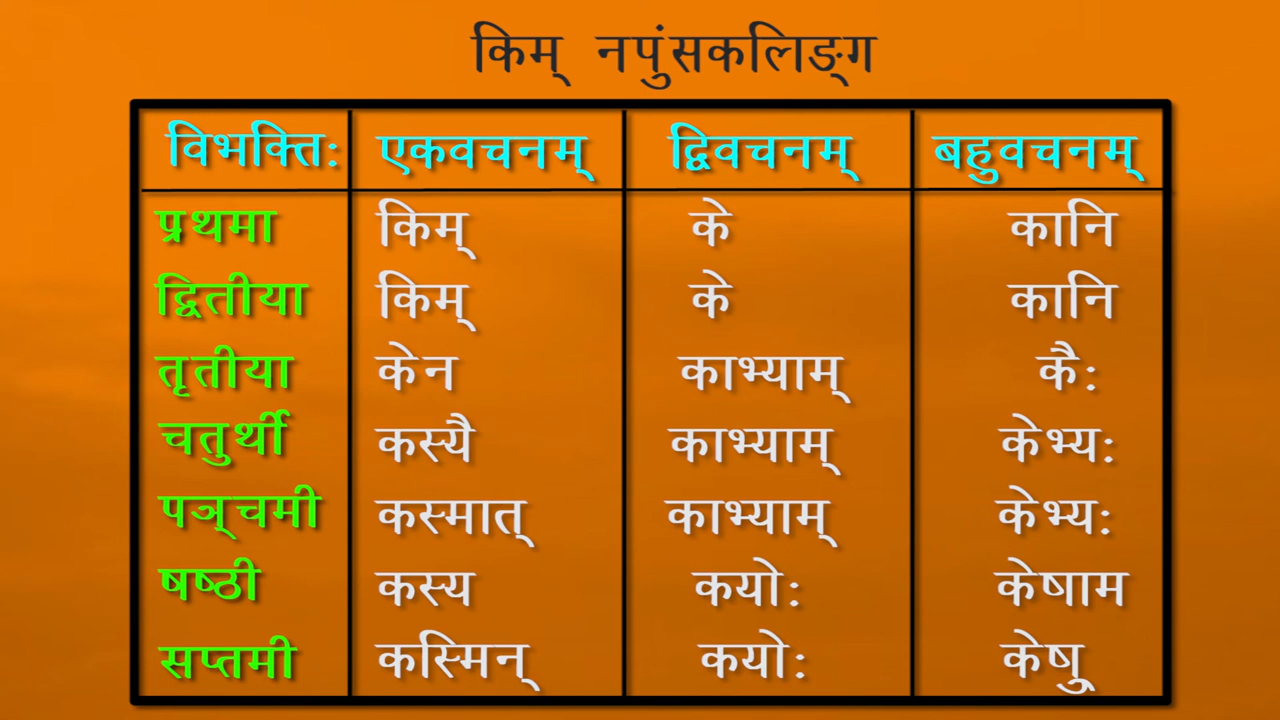 किम् नपुंसकलिङ्ग
विभक्तिः एकवचनम् द्विवचनम् बहुवचनम्
प्रथमा किम् के कानि
द्वितीया किम् के कानि
तृतीया केन काभ्याम् कैः
चतुर्थी कस्यै काभ्याम् केभ्यः
पञ्चमी कस्मात् काभ्याम् केभ्यः
षष्ठी कस्य कयोः केषाम
सप्तमी कस्मिन् कयोः केषु